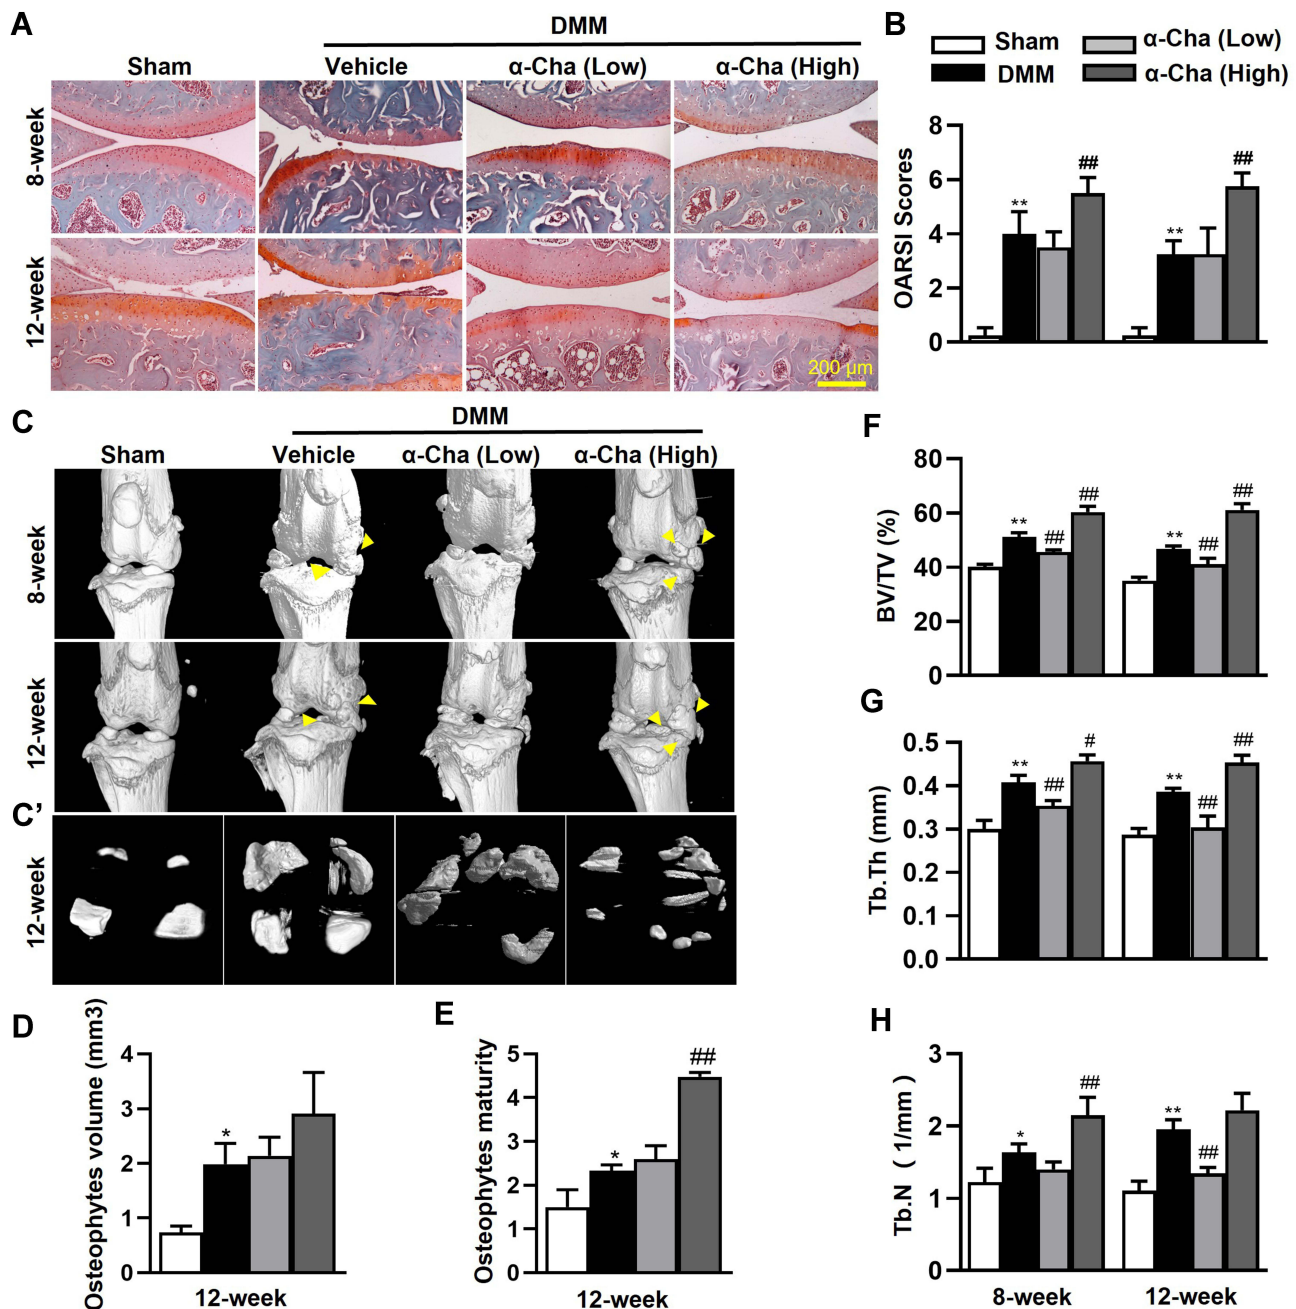 A
DMM
Sham
Vehicle
α-Cha (Low)
α-Cha (High)
8-week
12-week
200 μm
B
Sham
α-Cha (Low)
DMM
α-Cha (High)
OARSI Scores
8
6
4
2
0
**
##
**
##
C
DMM
Sham
Vehicle
α-Cha (Low)
α-Cha (High)
8-week
12-week
C'
12-week
D
Osteophytes volume (mm3)
4
3
2
1
0
*
12-week
E
Osteophytes maturity
5
4
3
2
1
0
*
##
12-week
F
BV/TV (%)
80
60
40
20
0
**
##
##
**
##
##
G
Tb.Th (mm)
0.5
0.4
0.3
0.2
0.1
0.0
**
##
#
**
##
##
H
Tb.N ( 1/mm )
3
2
1
0
*
##
**
##
8-week
12-week